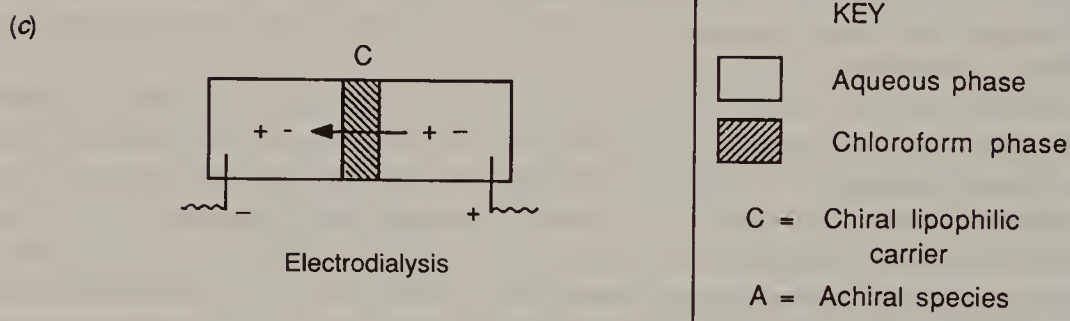 (c)
C
+ - + -
- +
Electrodialysis
KEY
Aqueous phase
Chloroform phase
C = Chiral lipophilic
carrier
A = Achiral species